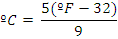 ºC = 5(ºF − 32) / 9